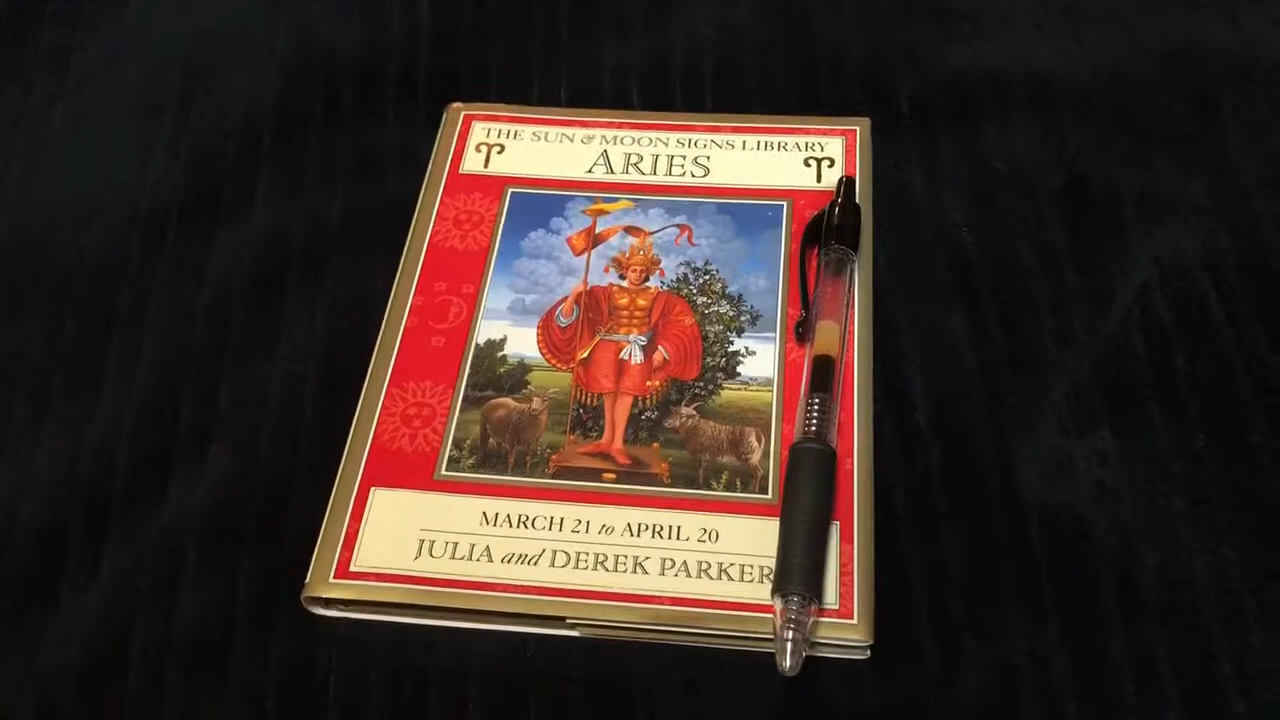 THE SUN & MOON SIGNS LIBRARY
ARIES
MARCH 21 to APRIL 20
JULIA and DEREK PARKER